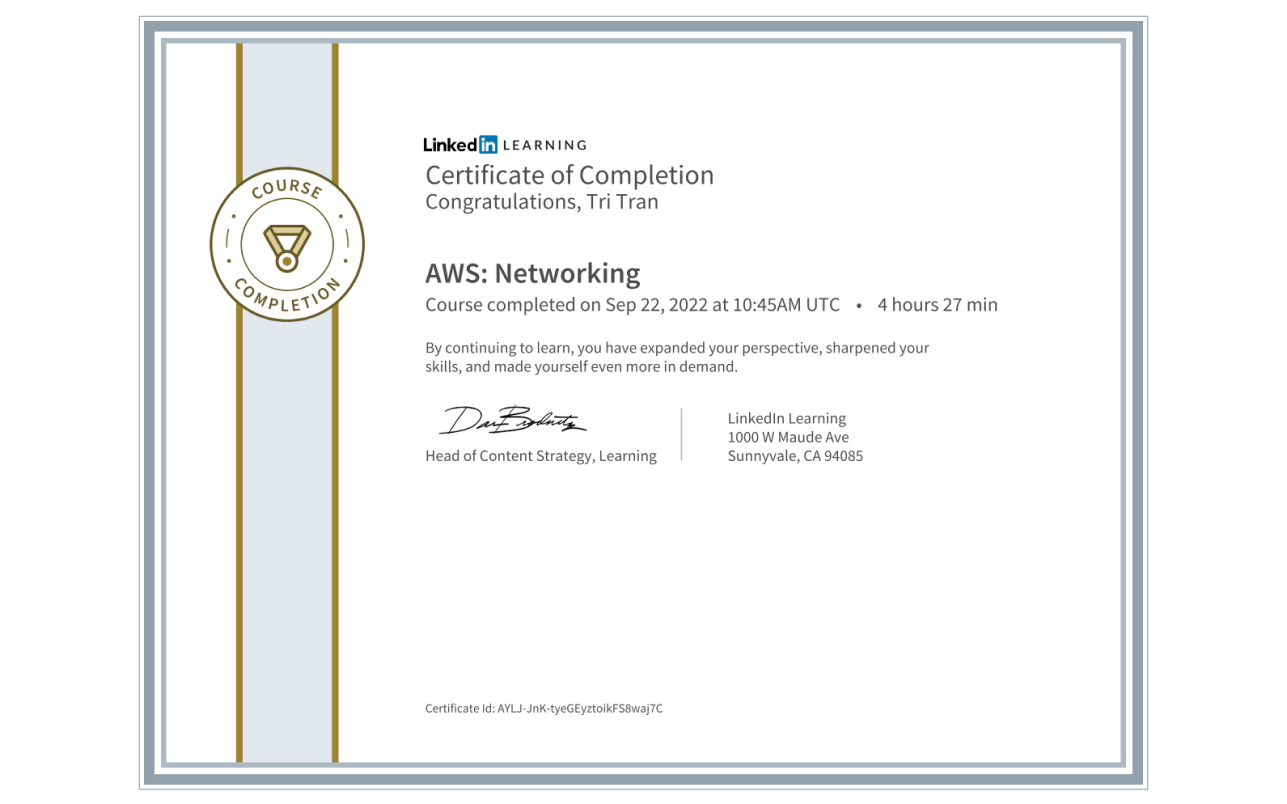 COURSE
COMPLETION
Linked in LEARNING
Certificate of Completion
Congratulations, Tri Tran
AWS: Networking
Course completed on Sep 22, 2022 at 10:45AM UTC • 4 hours 27 min
By continuing to learn, you have expanded your perspective, sharpened your
skills, and made yourself even more in demand.
Head of Content Strategy, Learning
LinkedIn Learning
1000 W Maude Ave
Sunnyvale, CA 94085
Certificate Id: AYLJ-JnK-tyeGEyztoikFS8waj7C